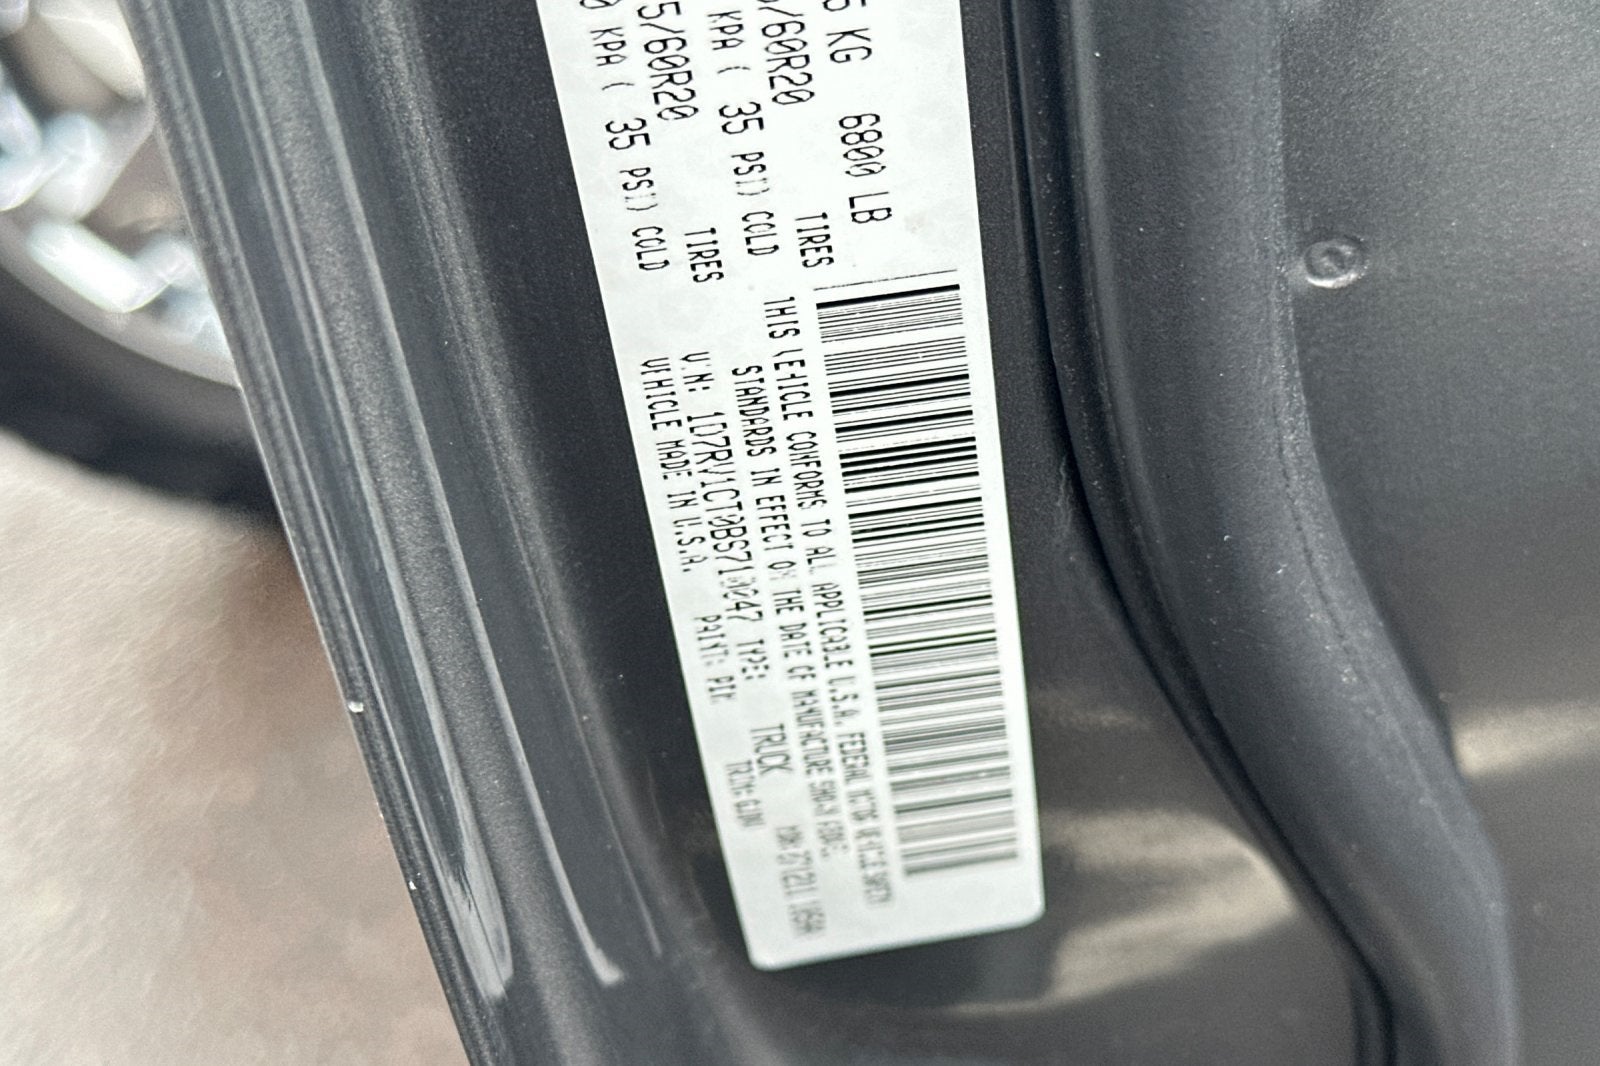 KG 6800 LB
/60R20 TIRES
KPA ( 35 PSI) COLD
5/60R20 TIRES
KPA ( 35 PSI) COLD
THIS VEHICLE CONFORMS TO ALL APPLICABLE U.S.A. FEDERAL MOTOR VEHICLE SAFETY
STANDARDS IN EFFECT ON THE DATE OF MANUFACTURE SHOWN ABOVE.
VIN: TYPE: TRUCK
VEHICLE MADE IN U.S.A. PAINT: